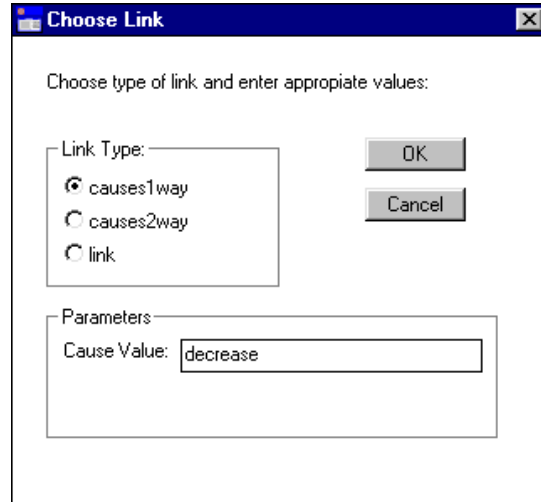 Choose Link
Choose type of link and enter appropiate values:
Link Type:
causes1way
causes2way
link
OK
Cancel
Parameters
Cause Value: decrease